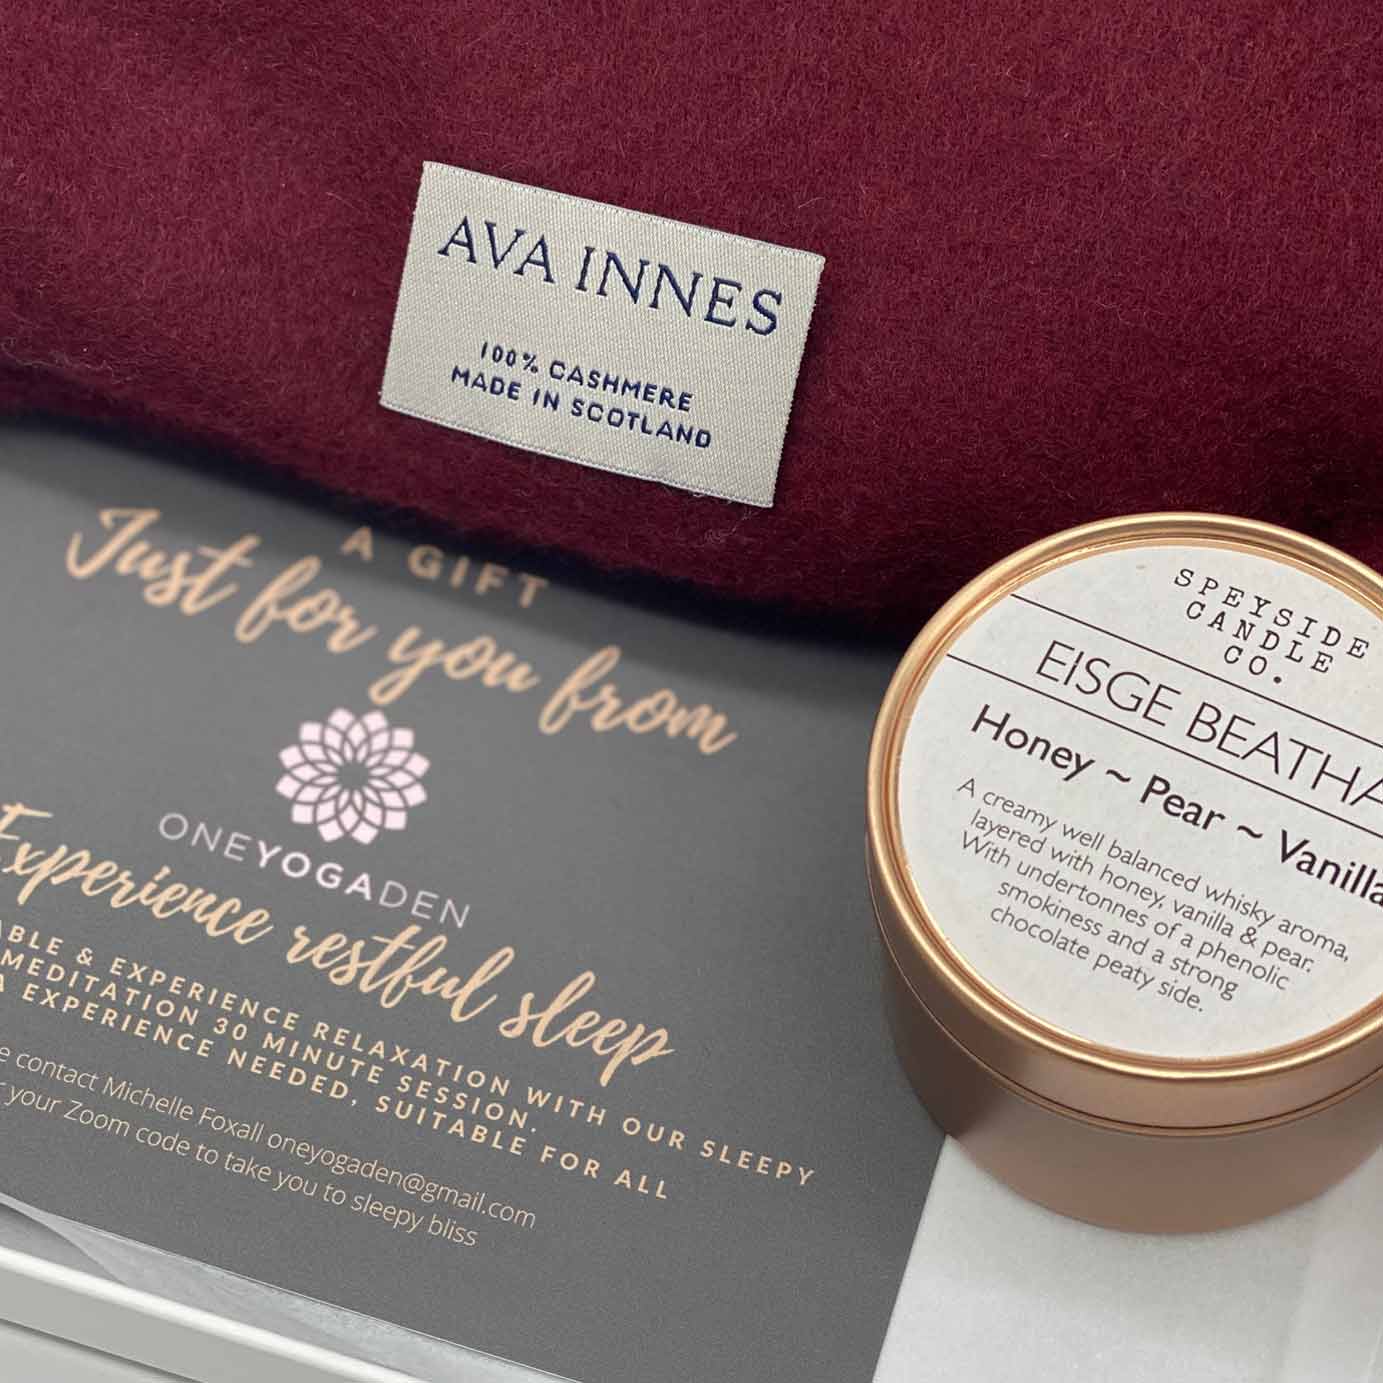 AVA INNES
100% CASHMERE
MADE IN SCOTLAND
A GIFT
Just for you from
ONEYOGADEN
Experience restful sleep
& EXPERIENCE RELAXATION WITH OUR SLEEPY
MEDITATION 30 MINUTE SESSION.
EXPERIENCE NEEDED, SUITABLE FOR ALL
contact Michelle Foxall oneyogaden@gmail.com
your Zoom code to take you to sleepy bliss
SPEYSIDE
CANDLE
CO.
EISGE BEATHA
Honey ~ Pear ~ Vanilla
A creamy well balanced whisky aroma,
layered with honey, vanilla & pear.
With undertonnes of a phenolic
smokiness and a strong
chocolate peaty side.